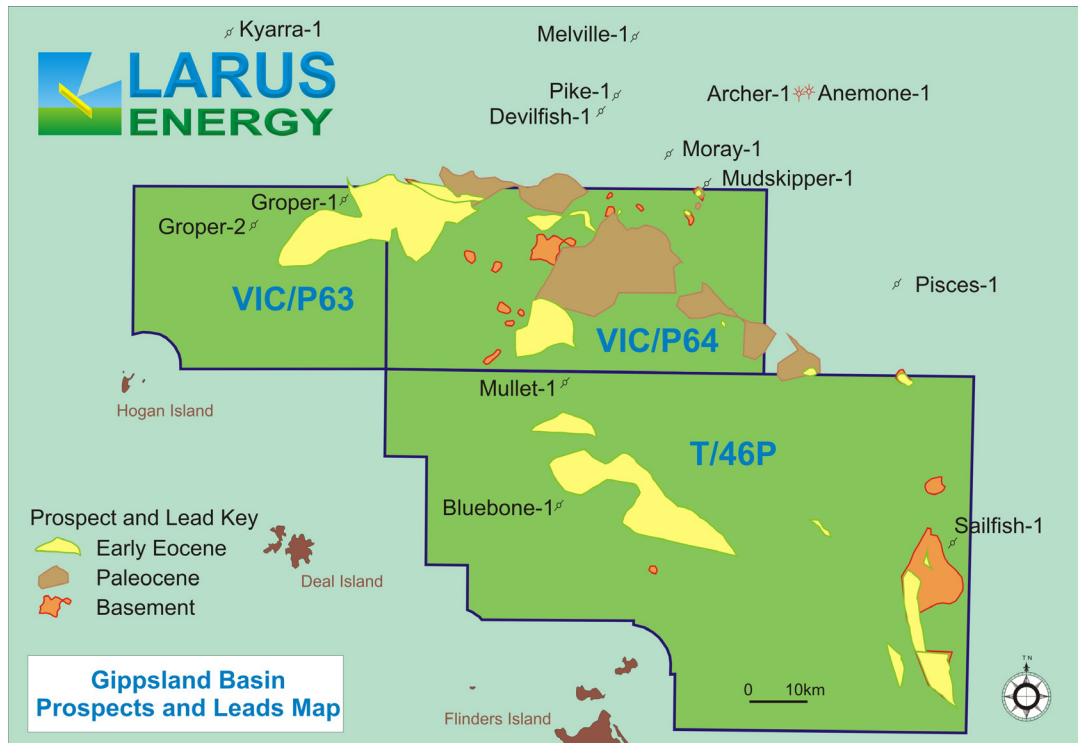 Kyarra-1
Melville-1
LARUS
ENERGY
Pike-1
Archer-1 Anemone-1
Devilfish-1
Moray-1
Mudskipper-1
Groper-1
Groper-2
Pisces-1
VIC/P63
VIC/P64
Mullet-1
Hogan Island
T/46P
Bluebone-1
Prospect and Lead Key
Early Eocene
Paleocene
Basement
Sailfish-1
Deal Island
Gippsland Basin
Prospects and Leads Map
Flinders Island
0 10km
TN